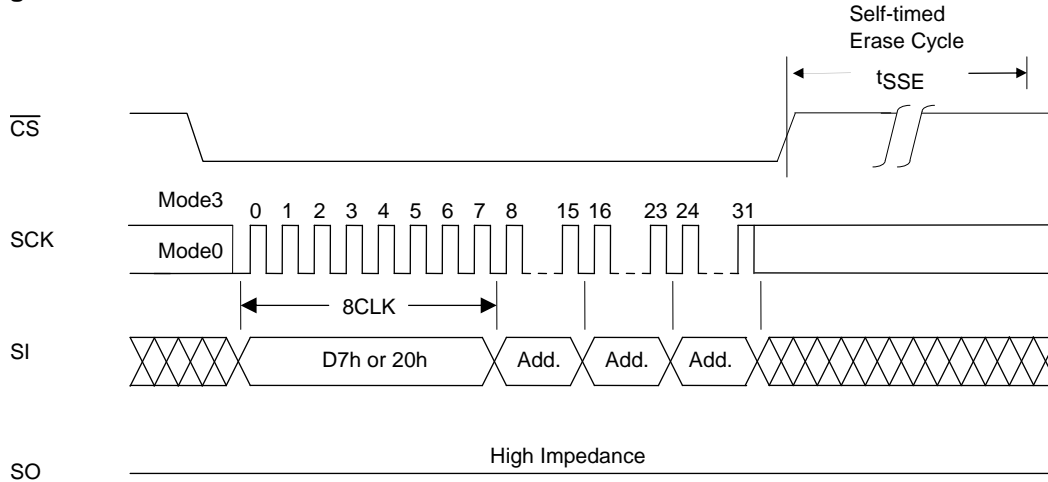 Self-timed
Erase Cycle
tSSE
CS
Mode3
0 1 2 3 4 5 6 7 8 15 16 23 24 31
SCK
Mode0
8CLK
SI
D7h or 20h Add. Add. Add.
High Impedance
SO